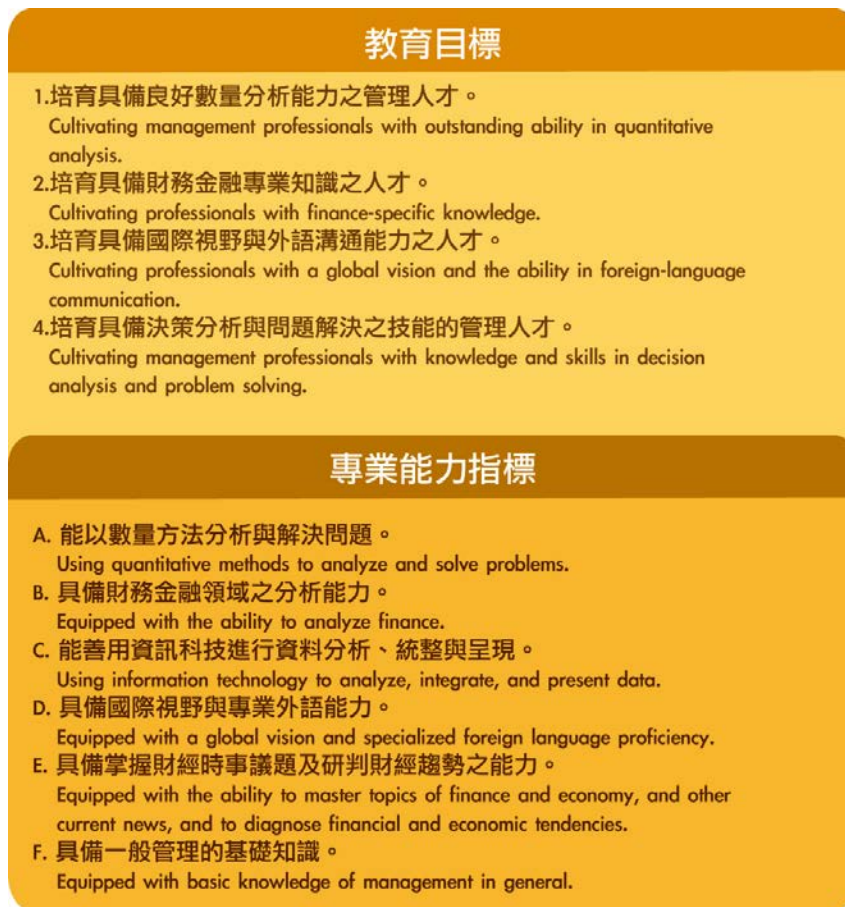 教育目標
1.培育具備良好數量分析能力之管理人才。
Cultivating management professionals with outstanding ability in quantitative
analysis.
2.培育具備財務金融專業知識之人才。
Cultivating professionals with finance-specific knowledge.
3.培育具備國際視野與外語溝通能力之人才。
Cultivating professionals with a global vision and the ability in foreign-language
communication.
4.培育具備決策分析與問題解決之技能的管理人才。
Cultivating management professionals with knowledge and skills in decision
analysis and problem solving.
專業能力指標
A. 能以數量方法分析與解決問題。
Using quantitative methods to analyze and solve problems.
B. 具備財務金融領域之分析能力。
Equipped with the ability to analyze finance.
C. 能善用資訊科技進行資料分析、統整與呈現。
Using information technology to analyze, integrate, and present data.
D. 具備國際視野與專業外語能力。
Equipped with a global vision and specialized foreign language proficiency.
E. 具備掌握財經時事議題及研判財經趨勢之能力。
Equipped with the ability to master topics of finance and economy, and other
current news, and to diagnose financial and economic tendencies.
F. 具備一般管理的基礎知識。
Equipped with basic knowledge of management in general.